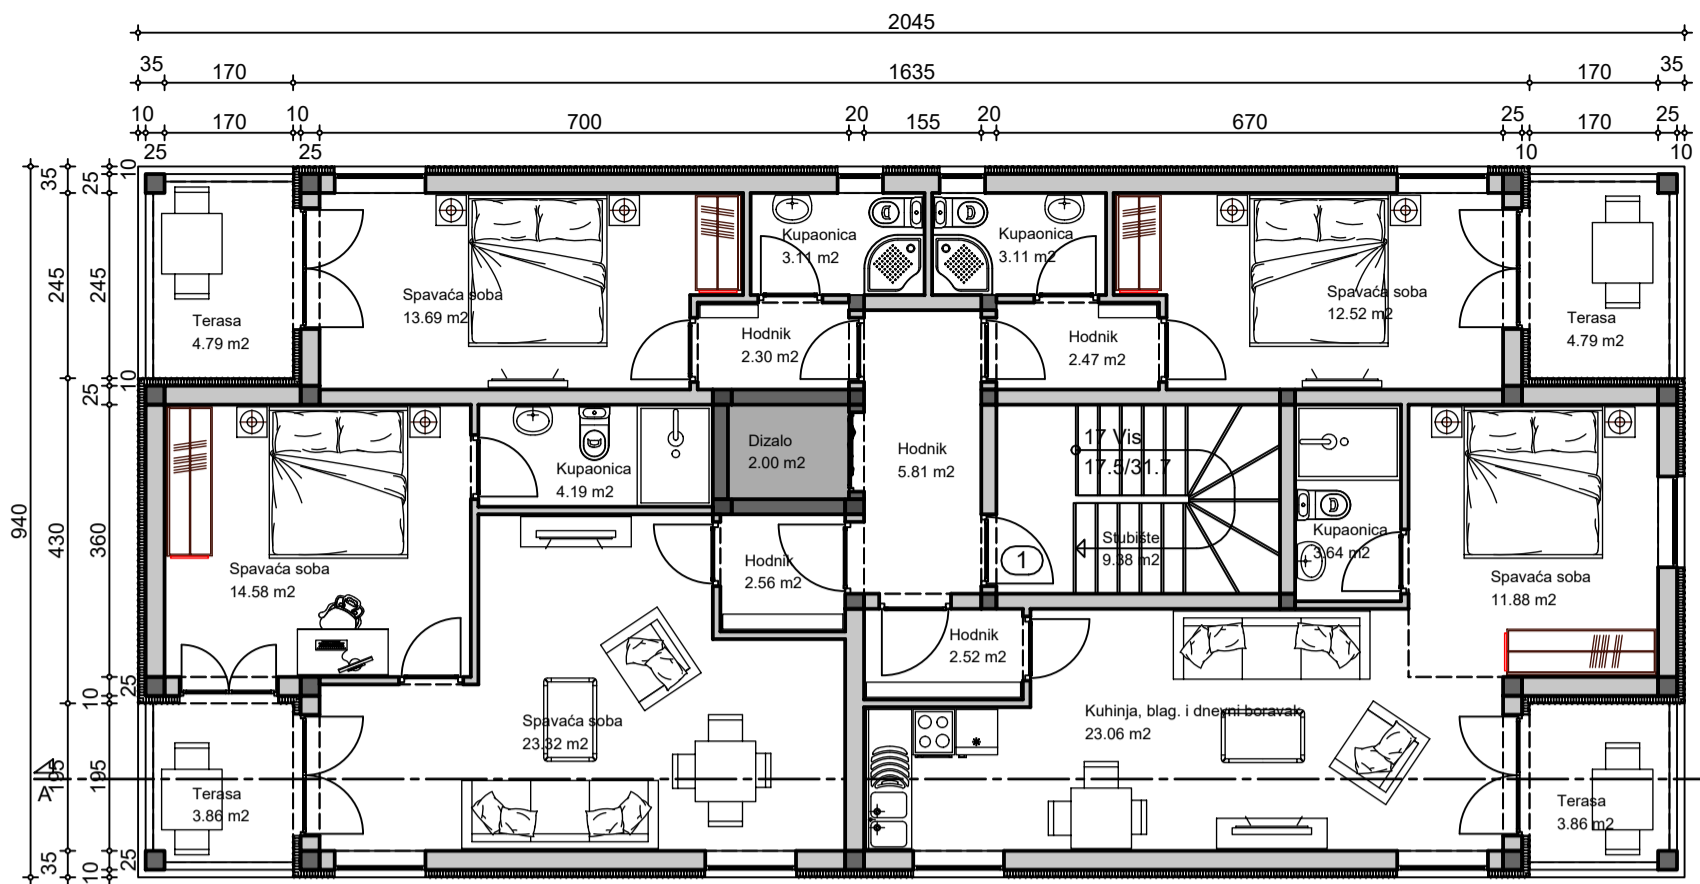 2045
35 170 1635 170 35
10 170 10 700 20 155 20 670 25 170 25
25 25 10 10
35 25 10
245 245
10
25
940 430 360
25
10
195 195
35 25
10
Terasa
4.79 m2
Spavaća soba
13.69 m2
Kupaonica
3.11 m2
Kupaonica
3.11 m2
Spavaća soba
12.52 m2
Terasa
4.79 m2
Hodnik
2.30 m2
Hodnik
2.47 m2
Dizalo
2.00 m2
Hodnik
5.81 m2
17 Vis
17.5/31.7
Kupaonica
4.19 m2
Stubište
9.38 m2
1
Kupaonica
3.64 m2
Spavaća soba
14.58 m2
Hodnik
2.56 m2
Spavaća soba
11.88 m2
Hodnik
2.52 m2
Spavaća soba
23.32 m2
Kuhinja, blag. i dnevni boravak
23.06 m2
A
Terasa
3.86 m2
Terasa
3.86 m2